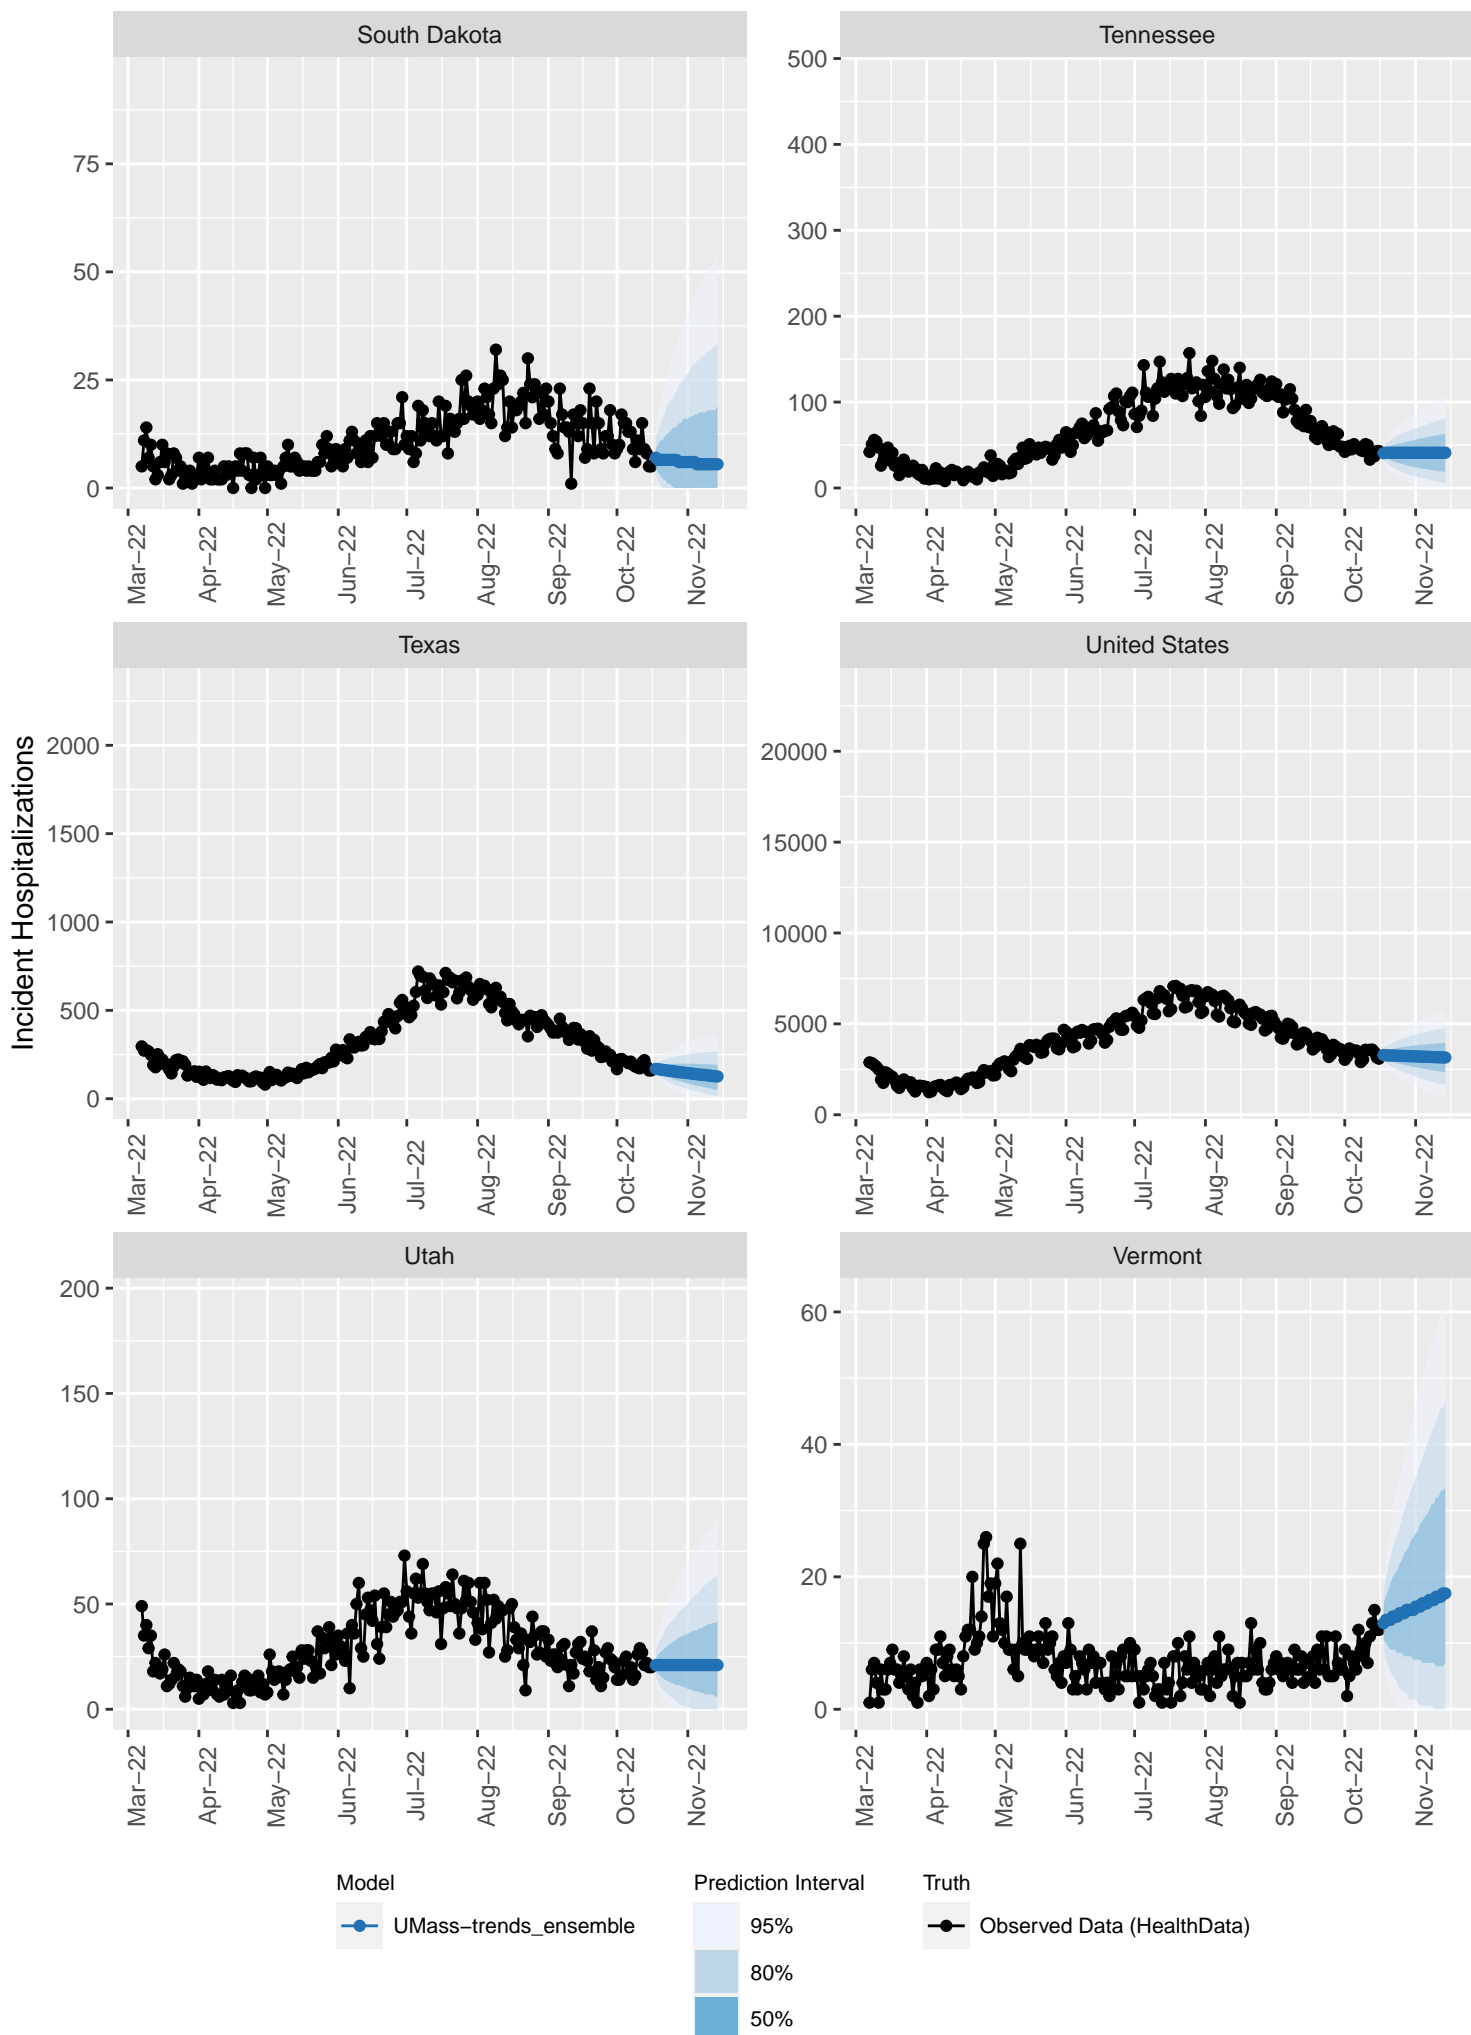 South Dakota
Tennessee
75
50
25
0
500
400
300
200
100
0
Mar−22
Apr−22
May−22
Jun−22
Jul−22
Aug−22
Sep−22
Oct−22
Nov−22
Mar−22
Apr−22
May−22
Jun−22
Jul−22
Aug−22
Sep−22
Oct−22
Nov−22
Incident Hospitalizations
Texas
United States
2000
1500
1000
500
0
20000
15000
10000
5000
0
Mar−22
Apr−22
May−22
Jun−22
Jul−22
Aug−22
Sep−22
Oct−22
Nov−22
Mar−22
Apr−22
May−22
Jun−22
Jul−22
Aug−22
Sep−22
Oct−22
Nov−22
Utah
Vermont
200
150
100
50
0
60
40
20
0
Mar−22
Apr−22
May−22
Jun−22
Jul−22
Aug−22
Sep−22
Oct−22
Nov−22
Mar−22
Apr−22
May−22
Jun−22
Jul−22
Aug−22
Sep−22
Oct−22
Nov−22
Model
UMass−trends_ensemble
Prediction Interval
95%
80%
50%
Truth
Observed Data (HealthData)